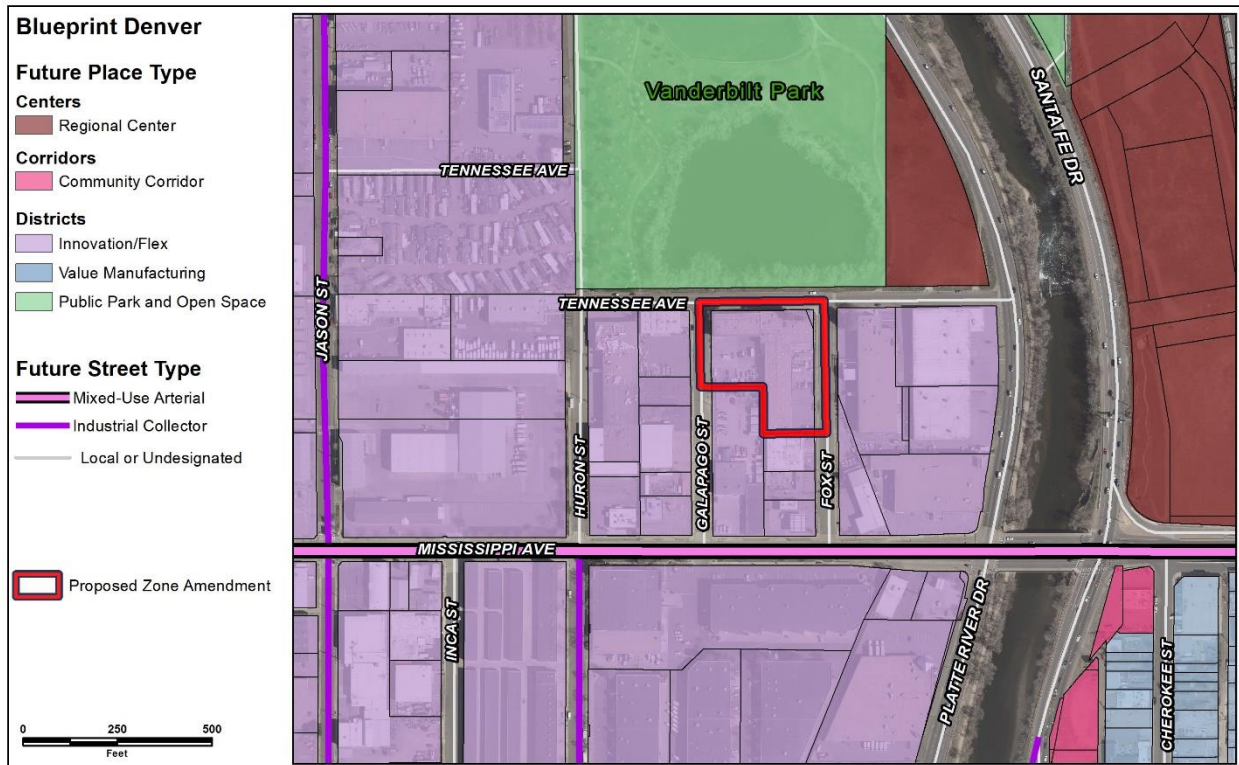 Blueprint Denver
Future Place Type
Centers
Regional Center
Corridors
Community Corridor
Districts
Innovation/Flex
Value Manufacturing
Public Park and Open Space
Future Street Type
Mixed-Use Arterial
Industrial Collector
Local or Undesignated
Proposed Zone Amendment
0 250 500
Feet
Vanderbilt Park
SANTA FE DR
TENNESSEE AVE
JASON ST
TENNESSEE AVE
HURON ST
GALAPAGO ST
FOX ST
MISSISSIPPI AVE
INCA ST
PLATTE RIVER DR
CHEROKEE ST